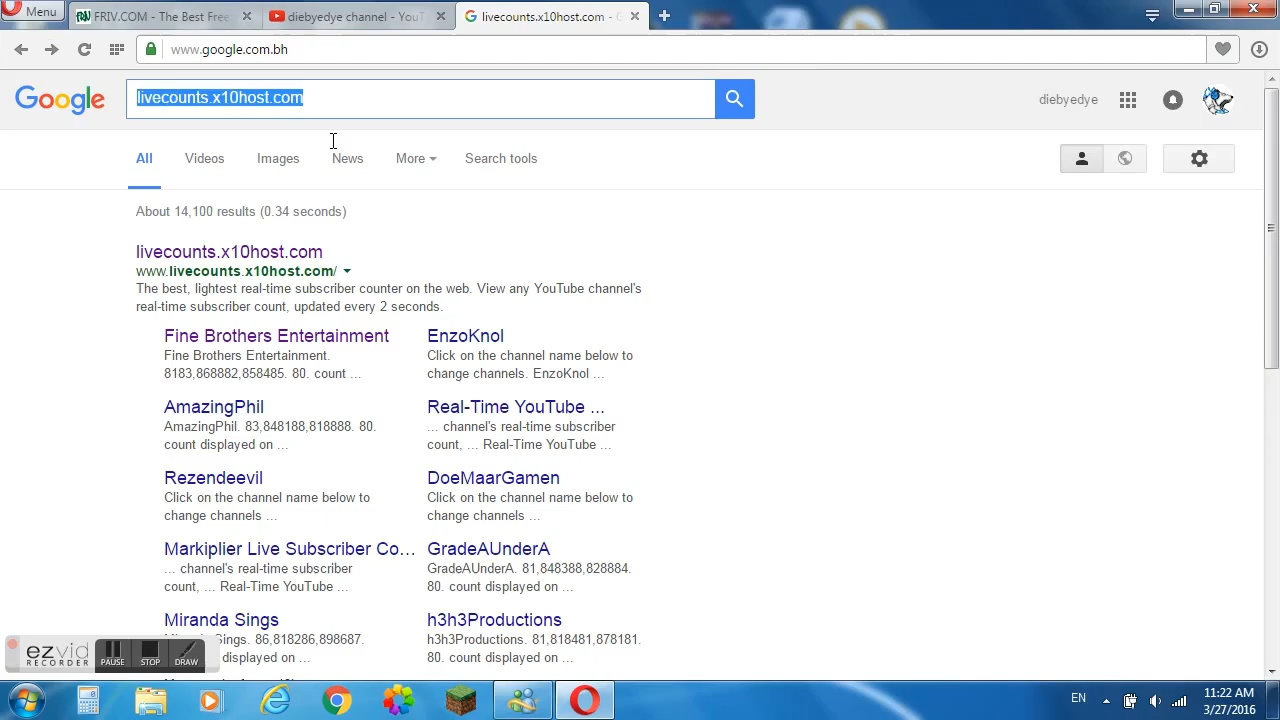 Menu
FRIV.COM - The Best Free
diebyedye channel - YouT
livecounts.x10host.com - G
www.google.com.bh
Google
livecounts.x10host.com
diebyedye
All
Videos
Images
News
More
Search tools
About 14,100 results (0.34 seconds)
livecounts.x10host.com
www.livecounts.x10host.com/
The best, lightest real-time subscriber counter on the web. View any YouTube channel's
real-time subscriber count, updated every 2 seconds.
Fine Brothers Entertainment
Fine Brothers Entertainment.
8183,868882,858485. 80. count ...
EnzoKnol
Click on the channel name below to
change channels. EnzoKnol ...
AmazingPhil
AmazingPhil. 83,848188,818888. 80.
count displayed on ...
Real-Time YouTube ...
... channel's real-time subscriber
count, ... Real-Time YouTube ...
Rezendeevil
Click on the channel name below to
change channels ...
DoeMaarGamen
Click on the channel name below to
change channels ...
Markiplier Live Subscriber Co...
... channel's real-time subscriber
count, ... Real-Time YouTube ...
GradeAUnderA
GradeAUnderA. 81,848388,828884.
80. count displayed on ...
Miranda Sings
Sings. 86,818286,898687.
displayed on ...
h3h3Productions
h3h3Productions. 81,818481,878181.
80. count displayed on ...
ezvid
RECORDER
PAUSE
STOP
DRAW
EN
11:22 AM
3/27/2016